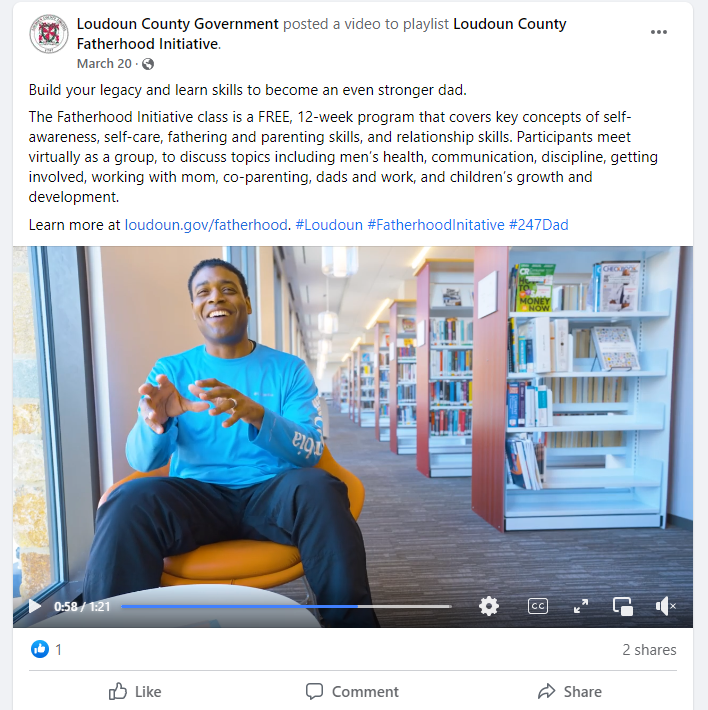 Loudoun County Government posted a video to playlist Loudoun County
Fatherhood Initiative.
March 20 ·
Build your legacy and learn skills to become an even stronger dad.
The Fatherhood Initiative class is a FREE, 12-week program that covers key concepts of self-
awareness, self-care, fathering and parenting skills, and relationship skills. Participants meet
virtually as a group, to discuss topics including men's health, communication, discipline, getting
involved, working with mom, co-parenting, dads and work, and children's growth and
development.
Learn more at loudoun.gov/fatherhood. #Loudoun #FatherhoodInitative #247Dad
CR
MONEY
NOW
0:58 / 1:21
CC
1
2 shares
Like
Comment
Share